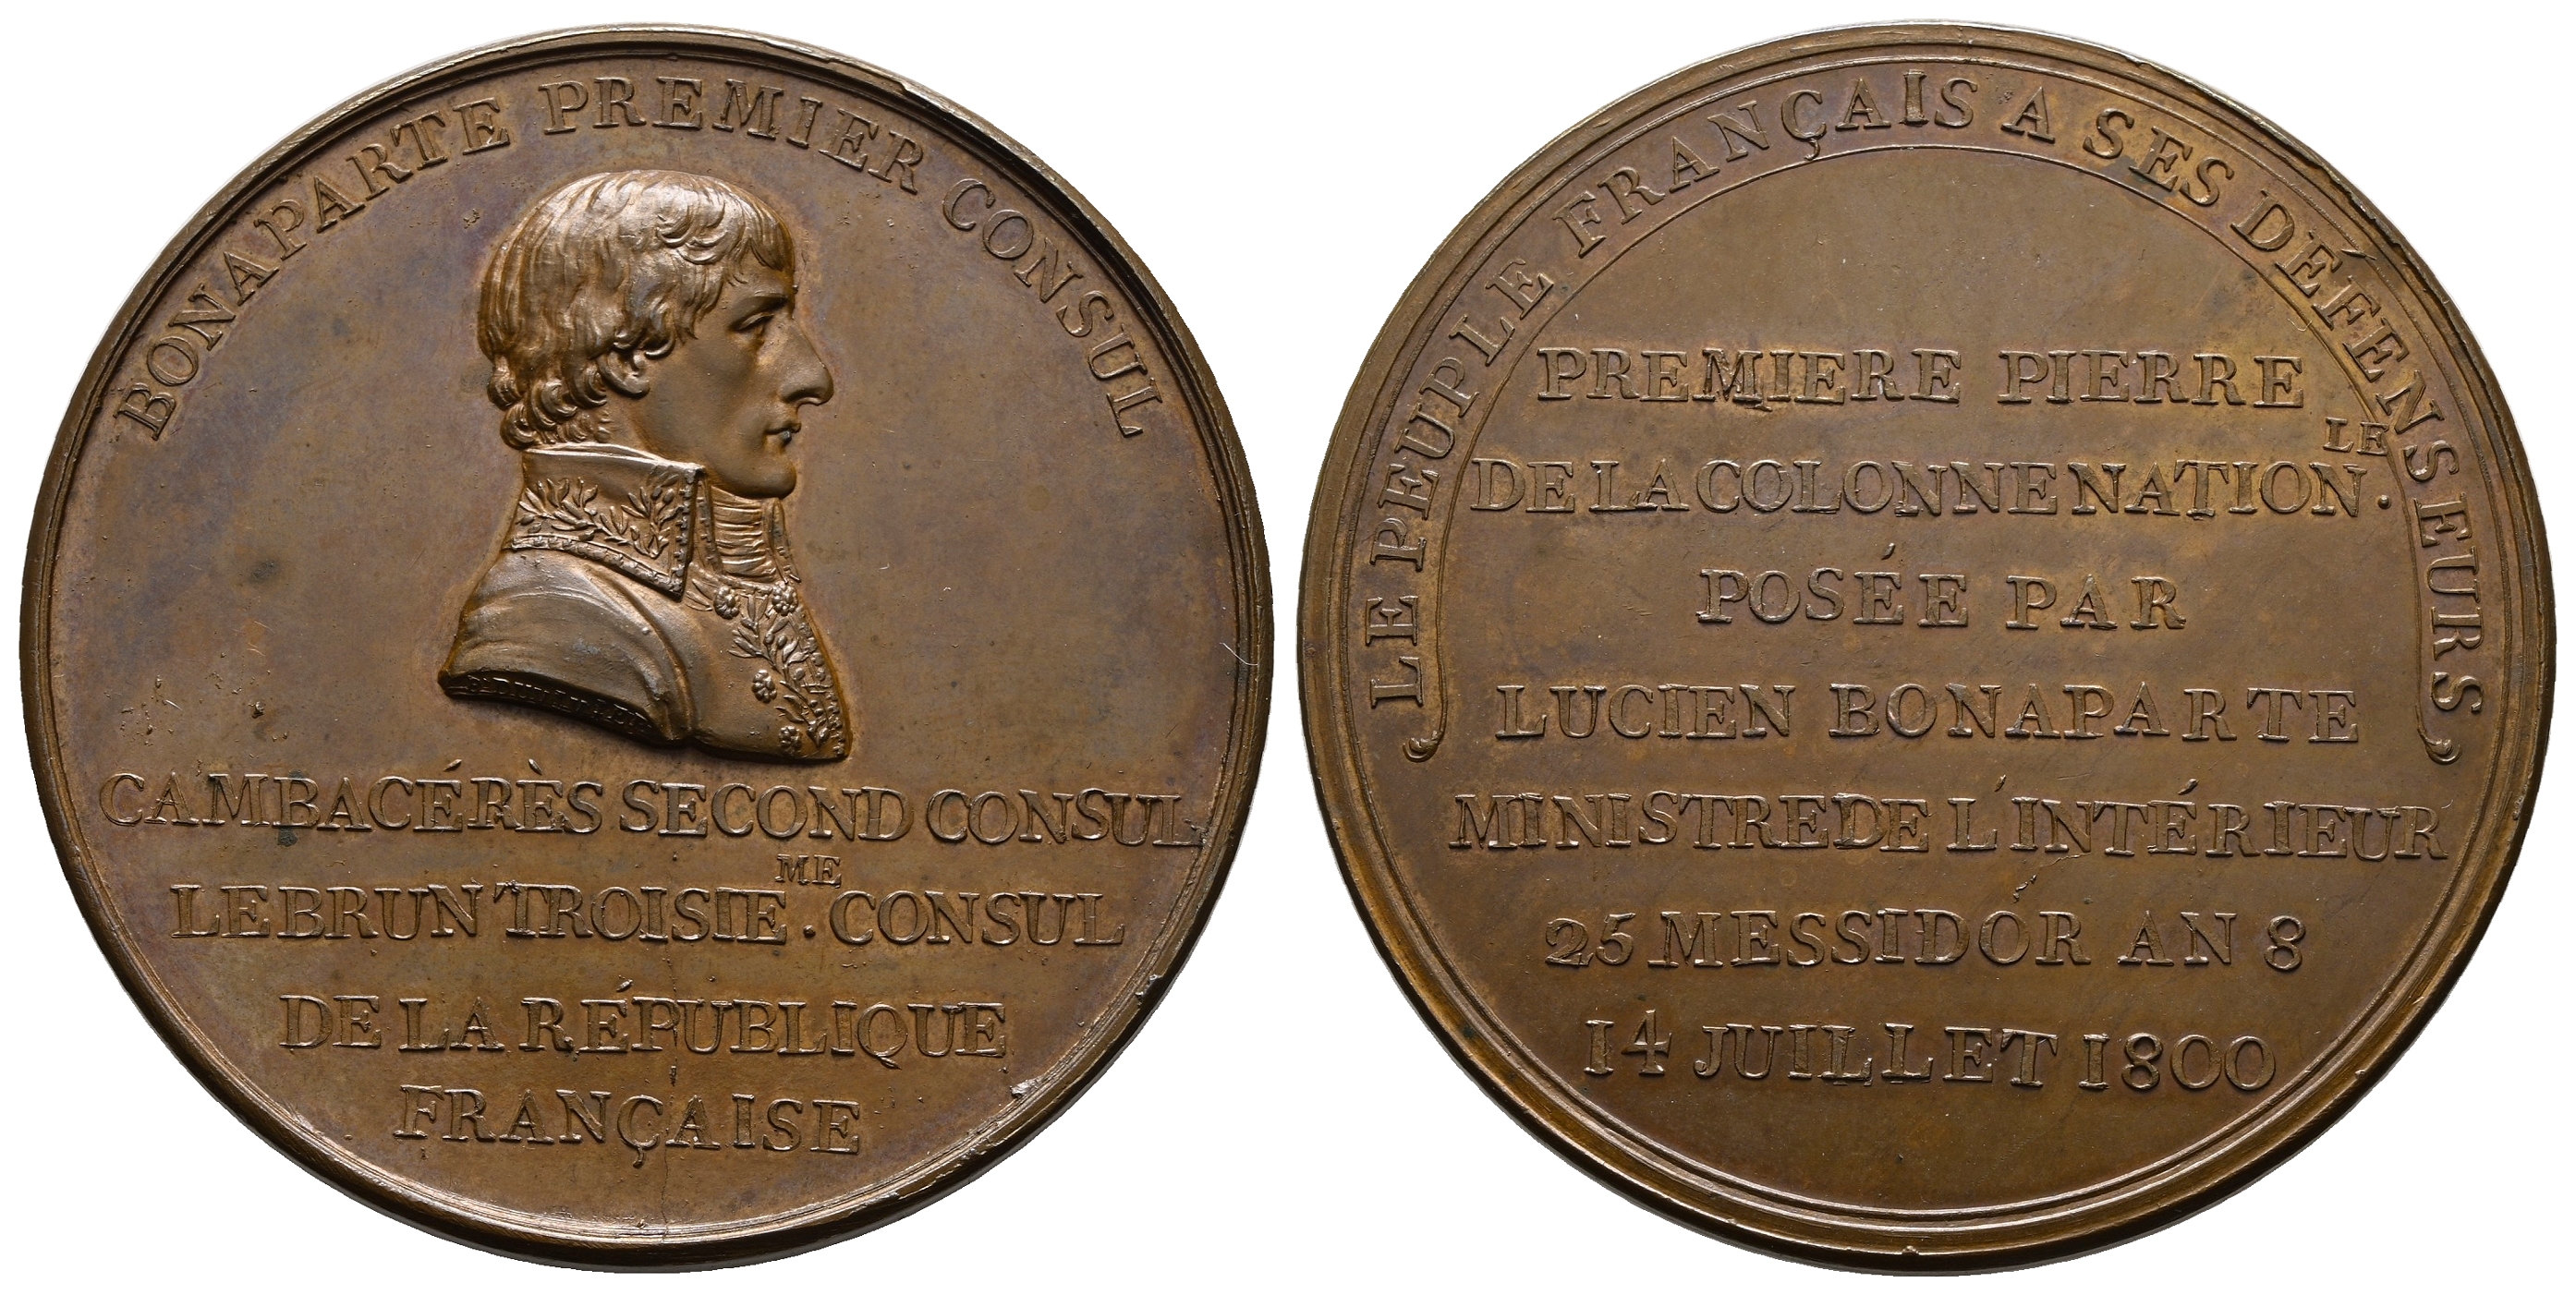 BONAPARTE PREMIER CONSUL
CAMBACÉRÈS SECOND CONSUL
LEBRUN TROISIE.ME CONSUL
DE LA RÉPUBLIQUE
FRANÇAISE
LE PEUPLE FRANÇAIS A SES DÉFENSEURS,
PREMIERE PIERRE
DE LA COLONNE NATION.LE
POSÉE PAR
LUCIEN BONAPARTE
MINISTRE DE L'INTÉRIEUR
25 MESSIDOR AN 8
14 JUILLET 1800